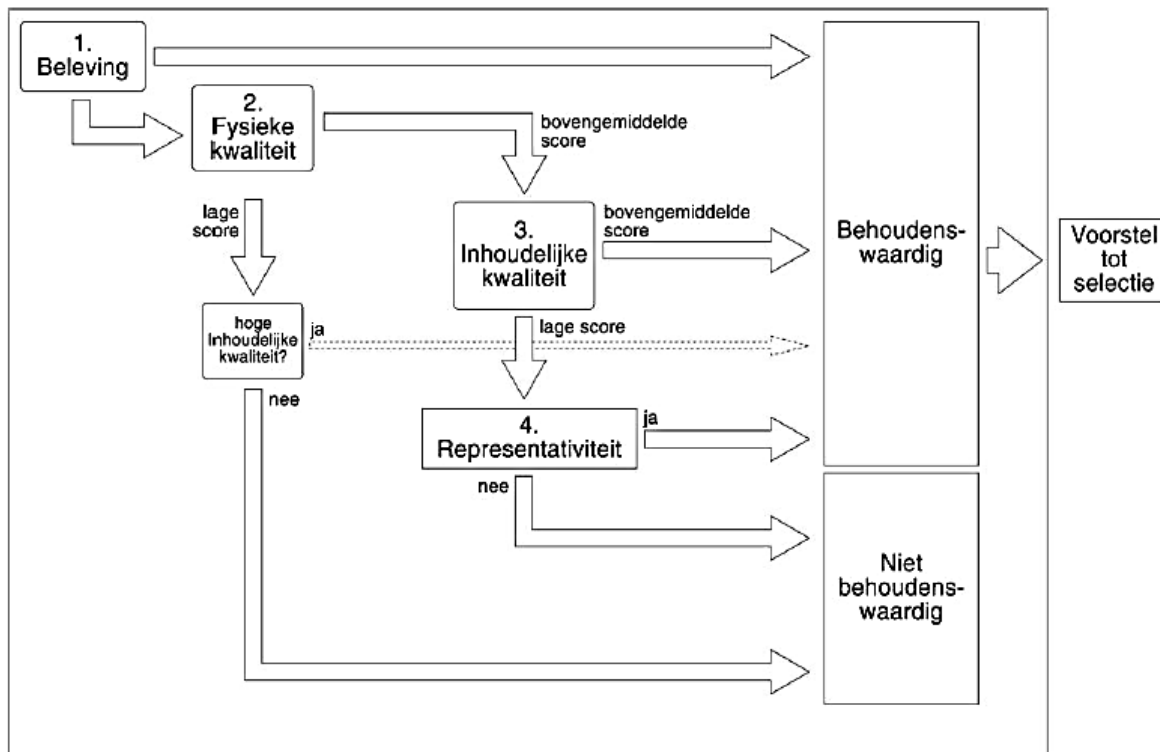 1.
Beleving
2.
Fysieke
kwaliteit
bovengemiddelde
score
lage
score
3.
Inhoudelijke
kwaliteit
bovengemiddelde
score
Behoudens-
waardig
Voorstel
tot
selectie
hoge
Inhoudelijke
kwaliteit?
ja
lage score
nee
4.
Representativiteit
ja
nee
Niet
behoudens-
waardig